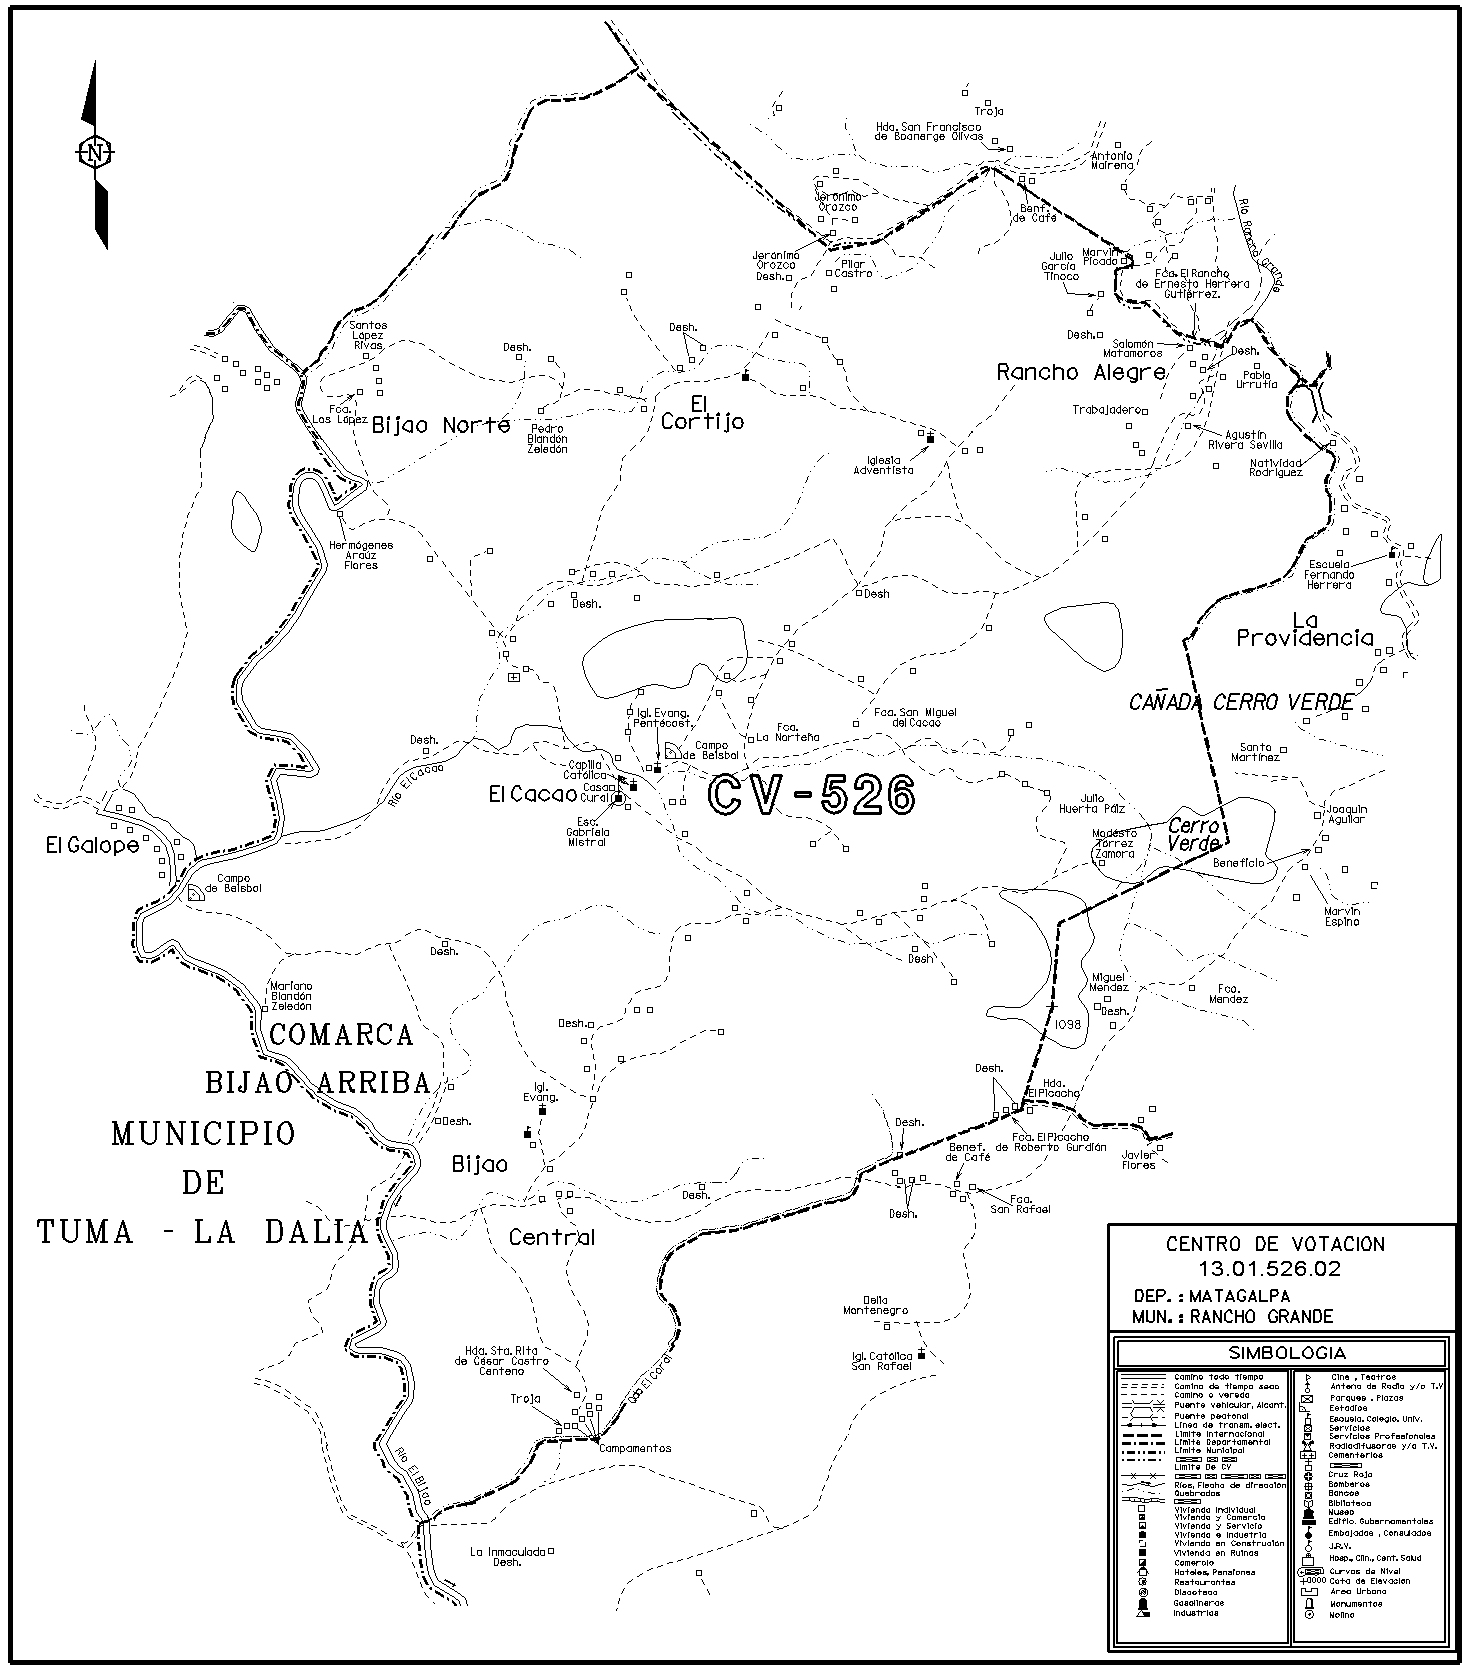 N
Troja
Hda. San Francisco
de Boanerge Olivas
Antonio
Mairena
Jerónimo
Orozco
Benf.
de Café
Río Rancho Grande
Jerónimo
Orozco
Desh.
Pilar
Castro
Julio
García
Tinoco
Marvin
Picado
Fca. El Rancho
de Ernesto Herrera
Gutiérrez.
Santos
López
Rivas
Desh.
Desh.
Desh.
Salomón
Matamoros
Desh.
Rancho Alegre
Pablo
Urrutia
Fca.
Los López
Bijao Norte
El
Cortijo
Pedro
Blandón
Zeledón
Trabajadero
Agustín
Rivera Sevilla
Iglesia
Adventista
Natividad
Rodríguez
Hermógenes
Araúz
Flores
Escuela
Fernando
Herrera
Desh.
Desh
La
Providencia
CAÑADA CERRO VERDE
Igl. Evang.
Pentecost.
Fca.
La Norteña
Fca. San Miguel
del Cacao
Campo
de Beisbol
Desh.
Santo
Martínez
Río El Cacao
Capilla
Católica
Casa
Cural
El Cacao
CV-526
Esc.
Gabriela
Mistral
Julio
Huerta Páiz
Modesto
Torrez
Zamora
Cerro
Verde
Joaquín
Aguilar
Beneficio
El Galope
Campo
de Beisbol
Marvin
Espino
Desh.
Desh
Mariano
Blandón
Zeledón
Miguel
Mendez
Desh.
Fco.
Mendez
1098
COMARCA
BIJAO ARRIBA
MUNICIPIO
DE
TUMA - LA DALIA
Desh.
Igl.
Evang.
Desh.
Bijao
Central
Desh.
Desh.
Hda.
El Picacho
Desh.
Fca. El Picacho
de Roberto Gurdián
Benef.
de Café
Javier
Flores
Desh.
Fca.
San Rafael
Delia
Montenegro
Igl. Católica
San Rafael
Hda. Sta. Rita
de César Castro
Centeno
Troja
Qda El Coral
Campamentos
Río El Bijao
La Inmaculada
Desh.
CENTRO DE VOTACION
13.01.526.02
DEP.: MATAGALPA
MUN.: RANCHO GRANDE
SIMBOLOGIA
Camino todo tiempo
Camino de tiempo seco
Camino o vereda
Puente vehicular, Alcant.
Puente peatonal
Línea de transm. elect.
Límite Internacional
Límite Departamental
Límite Municipal
Límite De CV
Ríos, Flecha de dirección
Quebradas
Vivienda Individual
Vivienda y Comercio
Vivienda y Servicio
Vivienda e Industria
Vivienda en Construción
Vivienda en Ruinas
Comercio
Hoteles, Pensiones
Restaurantes
Discoteca
Gasolineras
Industrias
Cine, Teatros
Antena de Radio y/o T.V
Parques, Plazas
Estadios
Escuela, Colegio, Univ.
Servicios
Servicios Profesionales
Radiodifusoras y/o T.V.
Cementerios
Cruz Roja
Bomberos
Bancos
Biblioteca
Museo
Edific. Gubernamentales
Embajadas, Consulados
J.R.V.
Hosp., Clin., Cent. Salud
Curvas de Nivel
Cota de Elevación
Area Urbana
Monumentos
Molino